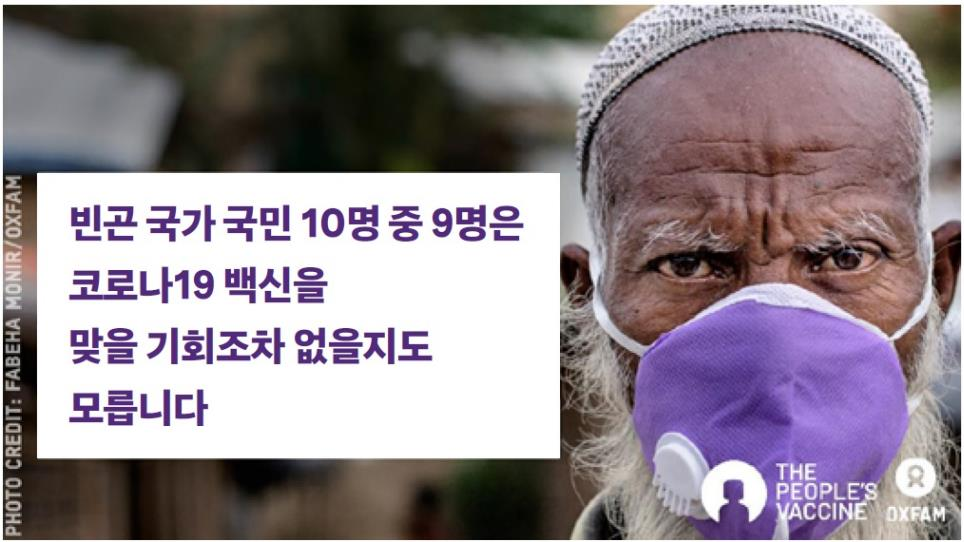 빈곤 국가 국민 10명 중 9명은
코로나19 백신을
맞을 기회조차 없을지도
모릅니다
PHOTO CREDIT: FABEHA MONIR/OXFAM
THE
PEOPLE'S
VACCINE
OXFAM